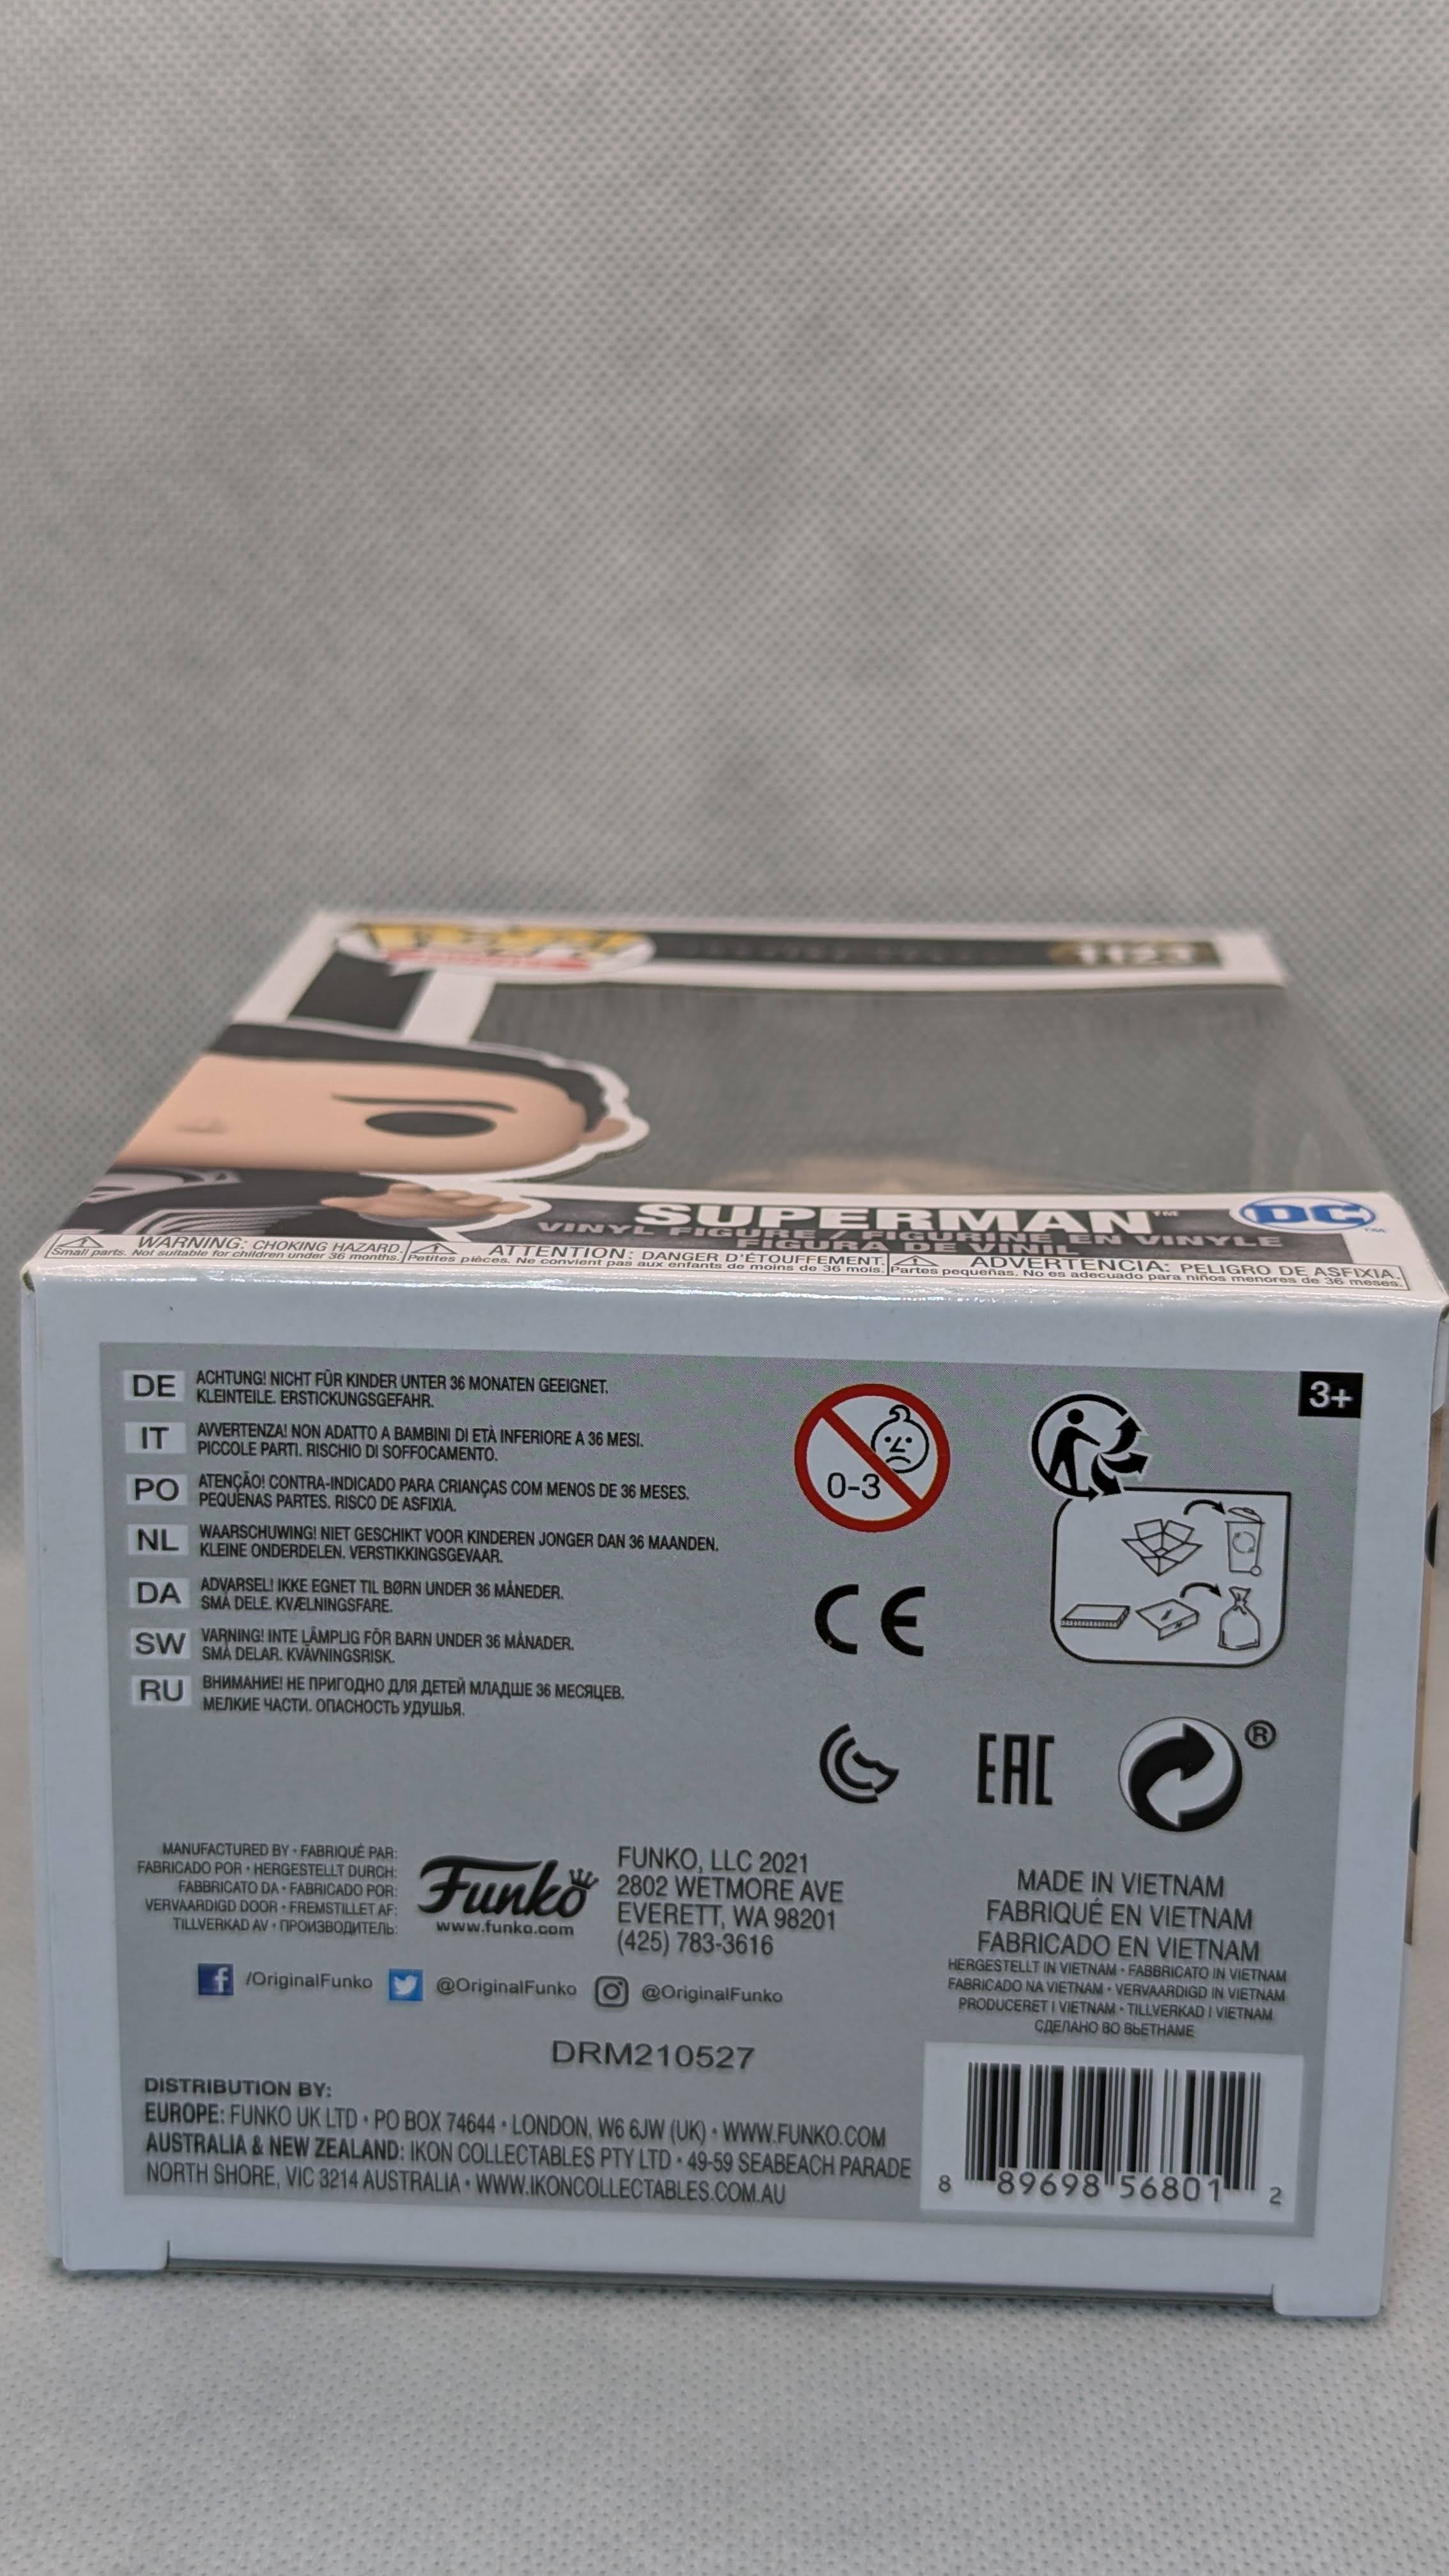 1123
SUPERMAN™
DC
VINYL FIGURE / FIGURINE EN VINYLE
FIGURA DE VINIL
WARNING: CHOKING HAZARD.
Small parts. Not suitable for children under 36 months.
ATTENTION: DANGER D'ÉTOUFFEMENT.
Petites pièces. Ne convient pas aux enfants de moins de 36 mois.
ADVERTENCIA: PELIGRO DE ASFIXIA.
Partes pequeñas. No es adecuado para niños menores de 36 meses.
DE ACHTUNG! NICHT FÜR KINDER UNTER 36 MONATEN GEEIGNET.
KLEINTEILE. ERSTICKUNGSGEFAHR.
IT AVVERTENZA! NON ADATTO A BAMBINI DI ETÀ INFERIORE A 36 MESI.
PICCOLE PARTI. RISCHIO DI SOFFOCAMENTO.
PO ATENÇÃO! CONTRA-INDICADO PARA CRIANÇAS COM MENOS DE 36 MESES.
PEQUENAS PARTES. RISCO DE ASFIXIA.
NL WAARSCHUWING! NIET GESCHIKT VOOR KINDEREN JONGER DAN 36 MAANDEN.
KLEINE ONDERDELEN. VERSTIKKINGSGEVAAR.
DA ADVARSEL! IKKE EGNET TIL BØRN UNDER 36 MÅNEDER.
SMÅ DELE. KVÆLNINGSFARE.
SW VARNING! INTE LÄMPLIG FÖR BARN UNDER 36 MÅNADER.
SMÅ DELAR. KVÄVNINGSRISK.
RU ВНИМАНИЕ! НЕ ПРИГОДНО ДЛЯ ДЕТЕЙ МЛАДШЕ 36 МЕСЯЦЕВ.
МЕЛКИЕ ЧАСТИ. ОПАСНОСТЬ УДУШЬЯ.
0-3
3+
CE
EAC
®
MANUFACTURED BY • FABRIQUÉ PAR:
FABRICADO POR • HERGESTELLT DURCH:
FABBRICATO DA • FABRICADO POR:
VERVAARDIGD DOOR • FREMSTILLET AF:
TILLVERKAD AV • ПРОИЗВОДИТЕЛЬ:
Funko
www.funko.com
FUNKO, LLC 2021
2802 WETMORE AVE
EVERETT, WA 98201
(425) 783-3616
MADE IN VIETNAM
FABRIQUÉ EN VIETNAM
FABRICADO EN VIETNAM
HERGESTELLT IN VIETNAM • FABBRICATO IN VIETNAM
FABRICADO NA VIETNAM • VERVAARDIGD IN VIETNAM
PRODUCERET I VIETNAM • TILLVERKAD I VIETNAM
СДЕЛАНО ВО ВЬЕТНАМЕ
/OriginalFunko @OriginalFunko @OriginalFunko
DRM210527
DISTRIBUTION BY:
EUROPE: FUNKO UK LTD • PO BOX 74644 • LONDON, W6 6JW (UK) • WWW.FUNKO.COM
AUSTRALIA & NEW ZEALAND: IKON COLLECTABLES PTY LTD • 49-59 SEABEACH PARADE
NORTH SHORE, VIC 3214 AUSTRALIA • WWW.IKONCOLLECTABLES.COM.AU
8 89698 56801 2